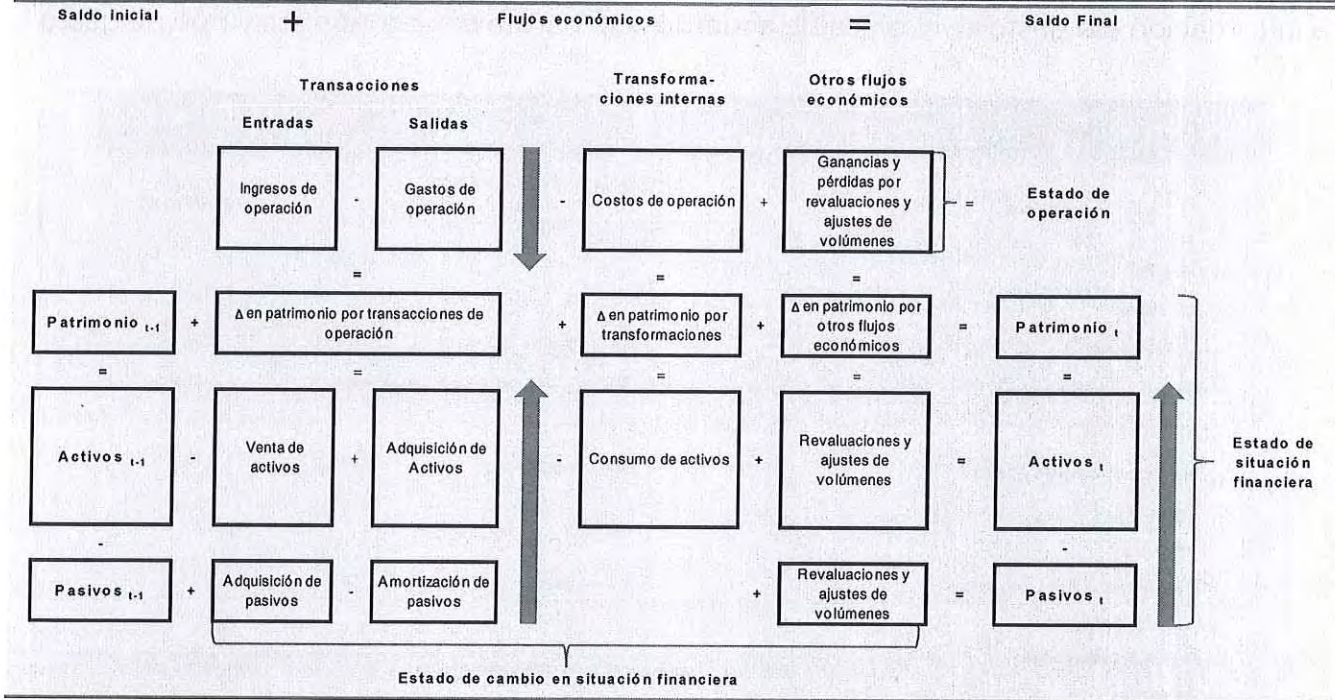 Saldo Inicial + Flujos económicos = Saldo Final
Transacciones
Transforma-
ciones internas
Otros flujos
económicos
Entradas Salidas
Ingresos de
operación
-
Gastos de
operación
-
Costos de operación
+
Ganancias y
pérdidas por
revaluaciones y
ajustes de
volúmenes
=
Estado de
operación
= = =
Patrimonio t-1
+
Δ en patrimonio por transacciones de
operación
+
Δ en patrimonio por
transformaciones
+
Δ en patrimonio por
otros flujos
económicos
=
Patrimonio t
= = = = =
Activos t-1
-
Venta de
activos
+
Adquisición de
Activos
-
Consumo de activos
+
Revaluaciones y
ajustes de
volúmenes
=
Activos t
Estado de
situación
financiera
- -
Pasivos t-1
+
Adquisición de
pasivos
-
Amortización de
pasivos
+
Revaluaciones y
ajustes de
volúmenes
=
Pasivos t
Estado de cambio en situación financiera